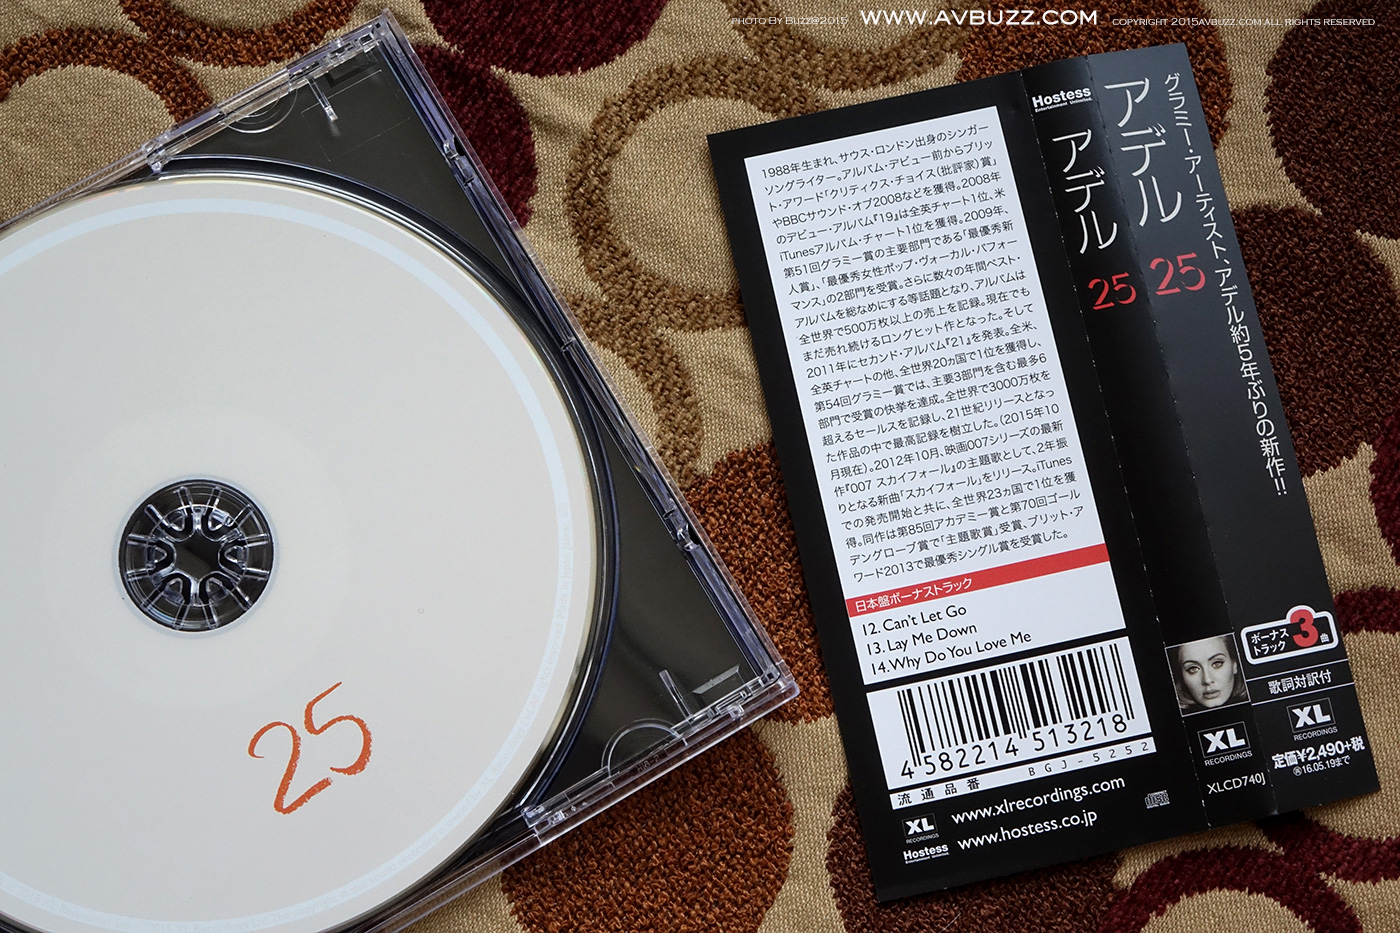 PHOTO BY BUZZ@2015 WWW.AVBUZZ.COM COPYRIGHT 2015AVBUZZ.COM ALL RIGHTS RESERVED
25
1988年生まれ、サウス・ロンドン出身のシンガー
ソングライター。アルバム・デビュー前からブリッ
ト・アワード「クリティクス・チョイス(批評家)賞」
やBBCサウンド・オブ2008などを獲得。2008年
のデビュー・アルバム『19』は全英チャート1位、米
iTunesアルバム・チャート1位を獲得。2009年、
第51回グラミー賞の主要部門である「最優秀新
人賞」、「最優秀女性ポップ・ヴォーカル・パフォー
マンス」の2部門を受賞。さらに数々の年間ベスト・
アルバムを総なめにする等話題となり、アルバムは
全世界で500万枚以上の売上を記録。現在でも
まだ売れ続けるロングヒット作となった。そして
2011年にセカンド・アルバム『21』を発表。全米、
全英チャートの他、全世界20ヵ国で1位を獲得し、
第54回グラミー賞では、主要3部門を含む最多6
部門で受賞の快挙を達成。全世界で3000万枚を
超えるセールスを記録し、21世紀リリースとなっ
た作品の中で最高記録を樹立した。(2015年10
月現在)。2012年10月、映画007シリーズの最新
作『007 スカイフォール』の主題歌として、2年振
りとなる新曲「スカイフォール」をリリース。iTunes
での発売開始と共に、全世界23ヵ国で1位を獲
得。同作は第85回アカデミー賞と第70回ゴール
デングローブ賞で「主題歌賞」受賞、ブリット・ア
ワード2013で最優秀シングル賞を受賞した。
日本盤ボーナストラック
12. Can't Let Go
13. Lay Me Down
14. Why Do You Love Me
4 582214 513218
流通品番 BGJ-5252
XL RECORDINGS
www.xlrecordings.com
Hostess Entertainment Unlimited.
www.hostess.co.jp
Hostess
Entertainment Unlimited.
アデル
25
XL
RECORDINGS
XLCD740J
アデル
25
グラミー・アーティスト、アデル約5年ぶりの新作!!
ボーナストラック3曲
歌詞対訳付
XL
RECORDINGS
定価¥2,490+税
16.05.19まで